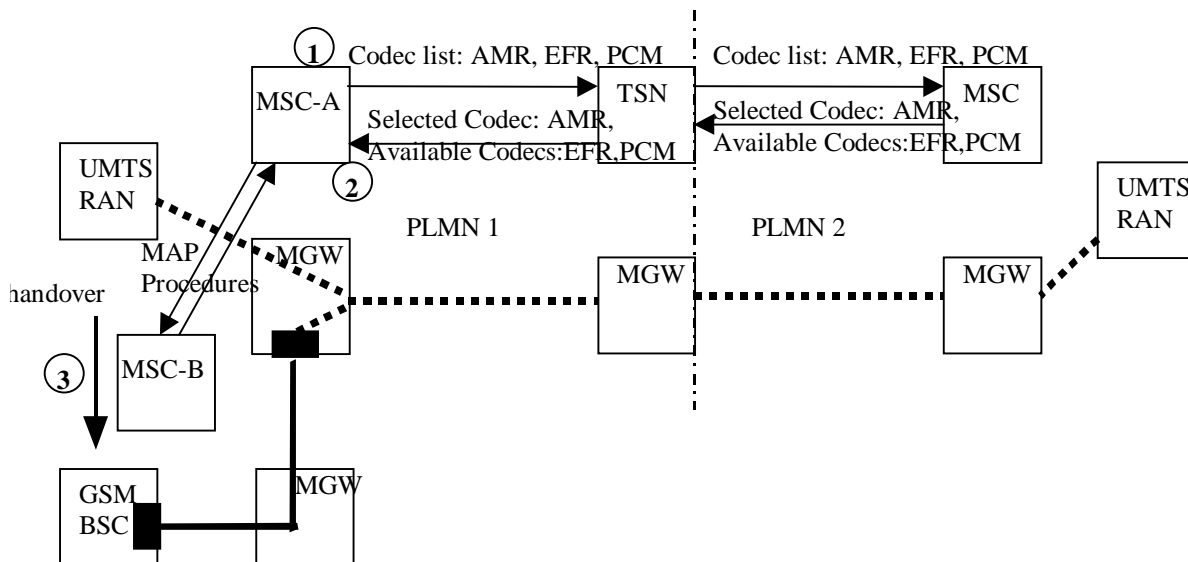 1
Codec list: AMR, EFR, PCM
Codec list: AMR, EFR, PCM
MSC-A
TSN
MSC
Selected Codec: AMR,
Available Codecs:EFR,PCM
Selected Codec: AMR,
Available Codecs:EFR,PCM
2
UMTS
RAN
UMTS
RAN
PLMN 1
PLMN 2
MAP
Procedures
MGW
MGW
MGW
handover
3
MSC-B
GSM
BSC
MGW